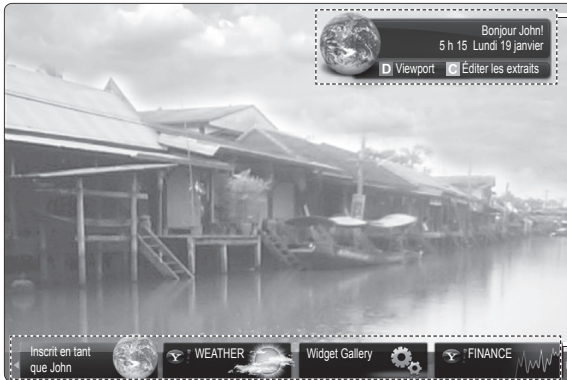 Bonjour John!
5 h 15 Lundi 19 janvier
D Viewport C Éditer les extraits
Inscrit en tant
que John
Y! WEATHER
Widget Gallery
Y! FINANCE